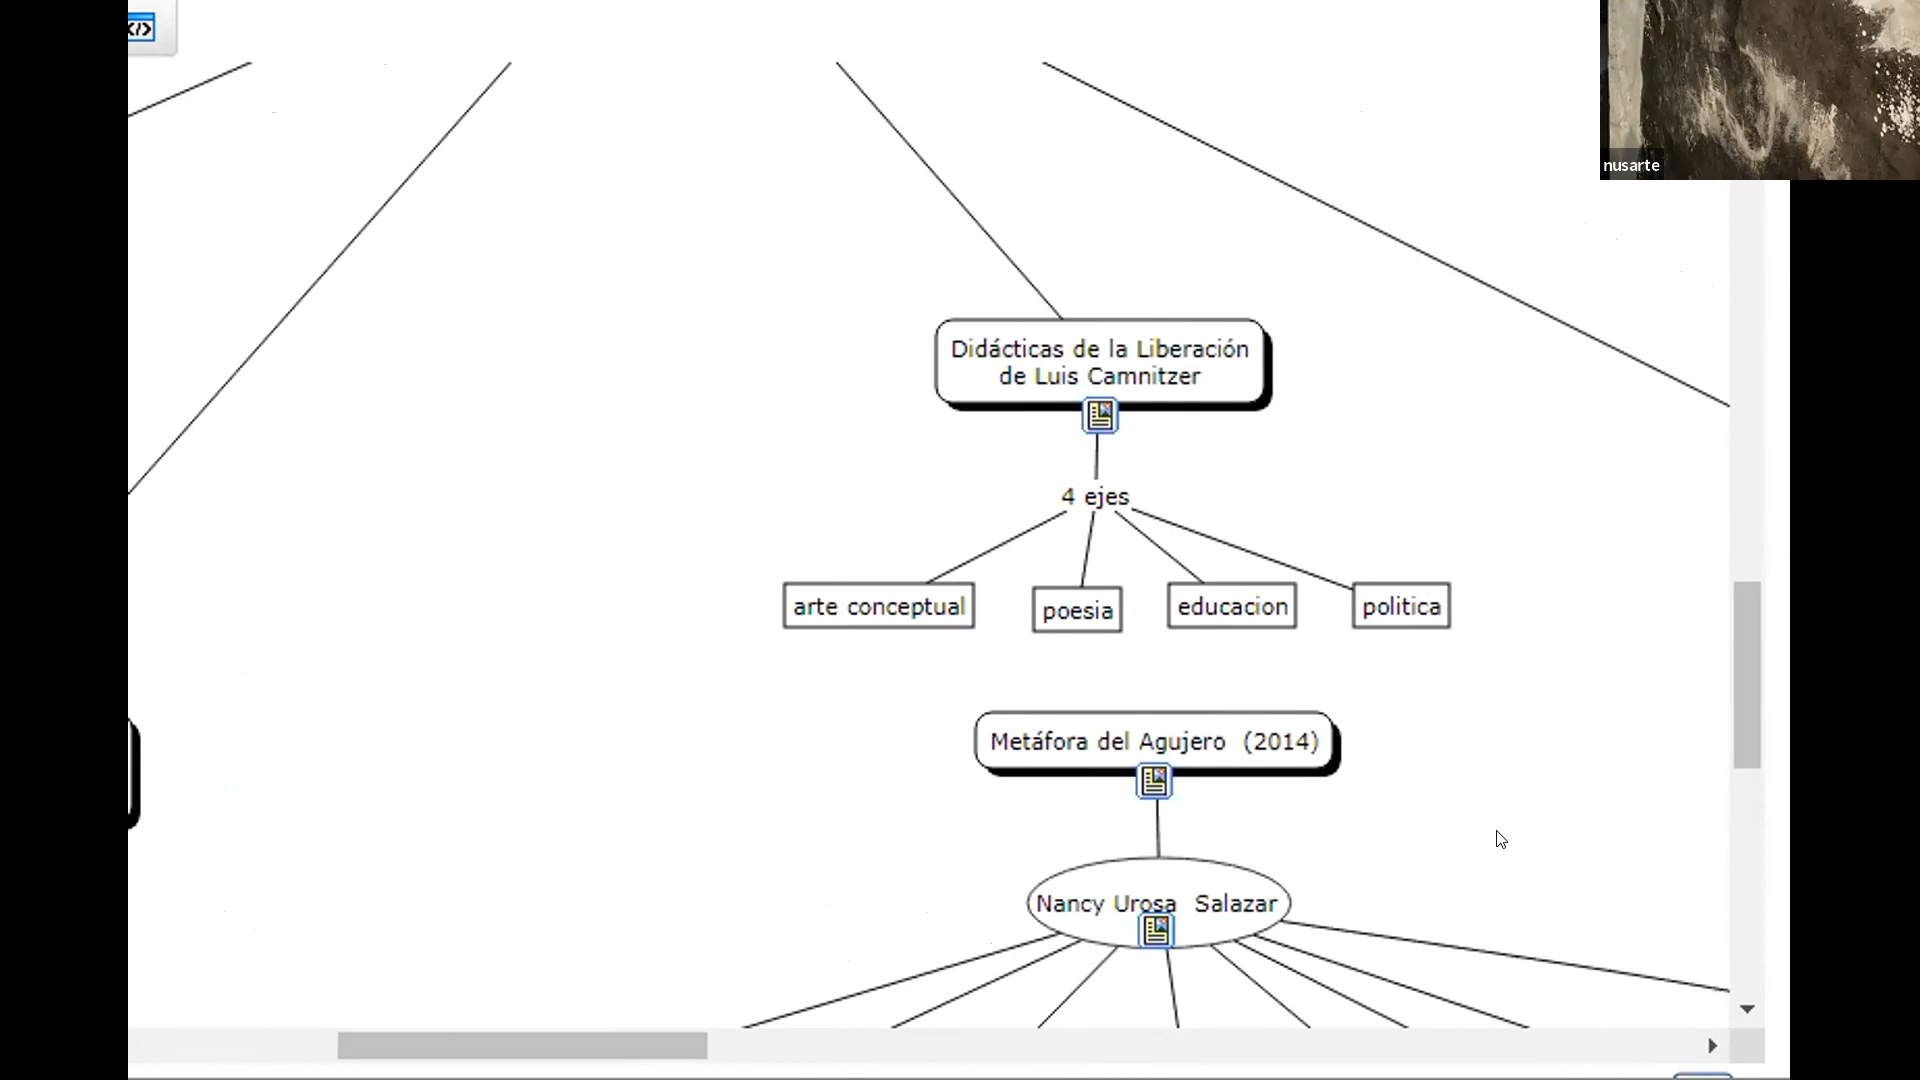 </>
nusarte
Didácticas de la Liberación
de Luis Camnitzer
4 ejes
arte conceptual
poesia
educacion
politica
Metáfora del Agujero  (2014)
Nancy Urosa  Salazar